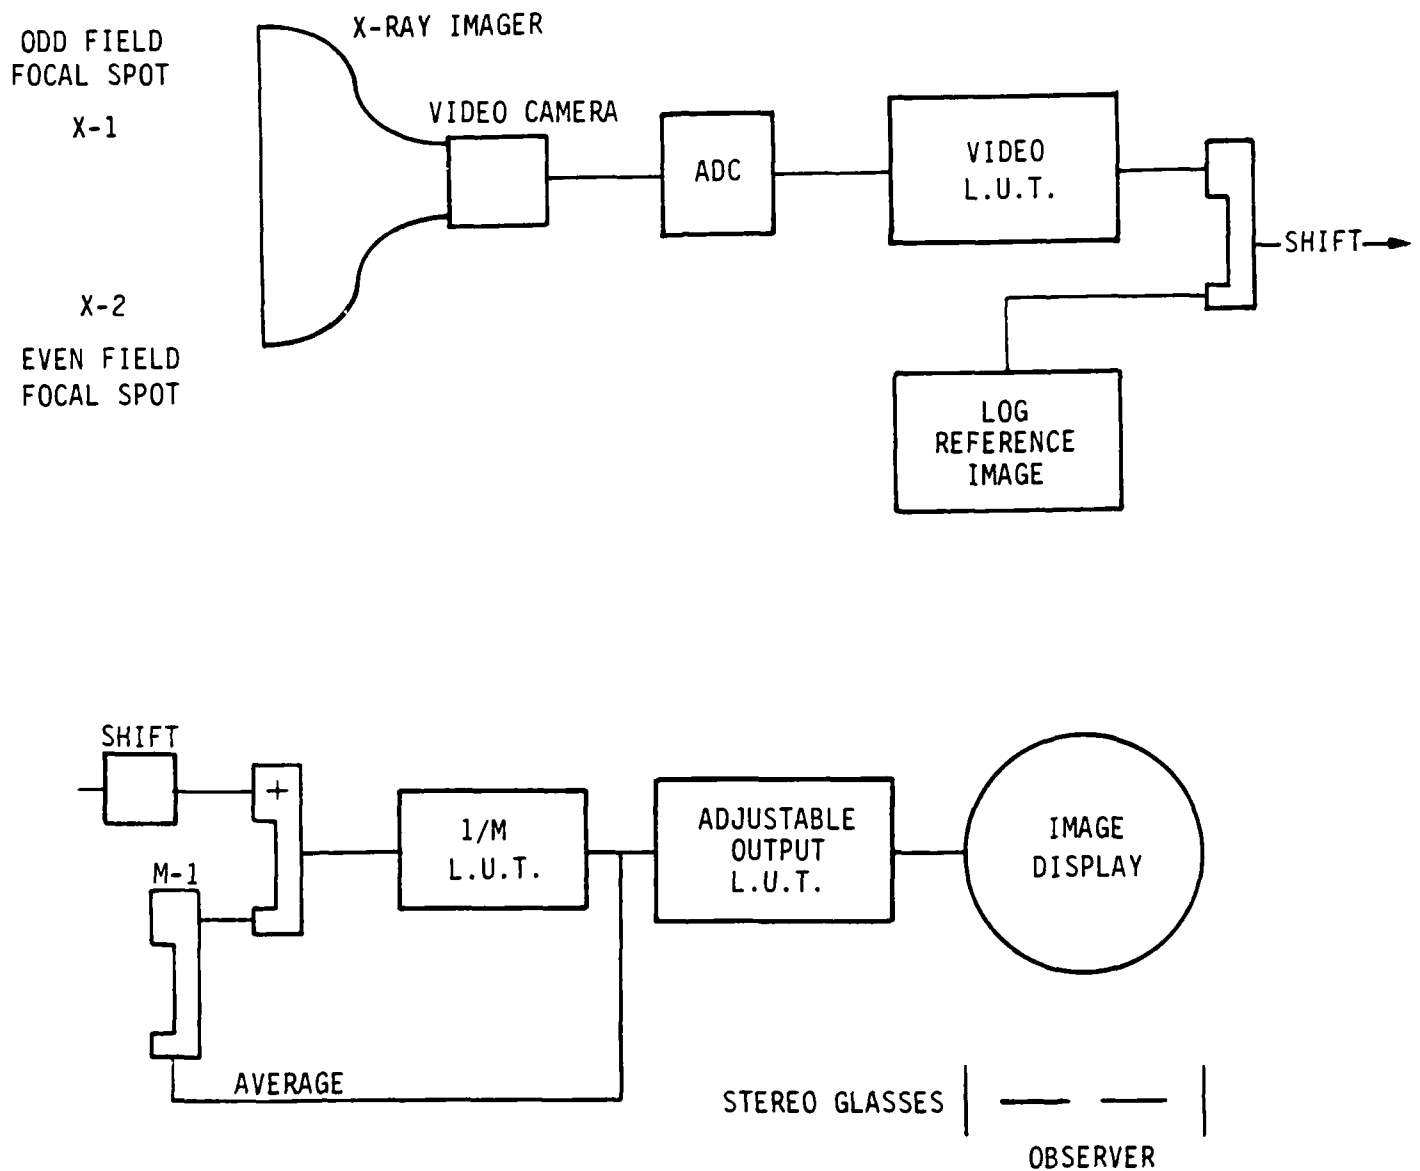 ODD FIELD
FOCAL SPOT
X-1
X-RAY IMAGER
VIDEO CAMERA
ADC
VIDEO
L.U.T.
SHIFT
X-2
EVEN FIELD
FOCAL SPOT
LOG
REFERENCE
IMAGE
SHIFT
+
M-1
1/M
L.U.T.
ADJUSTABLE
OUTPUT
L.U.T.
IMAGE
DISPLAY
AVERAGE
STEREO GLASSES
OBSERVER